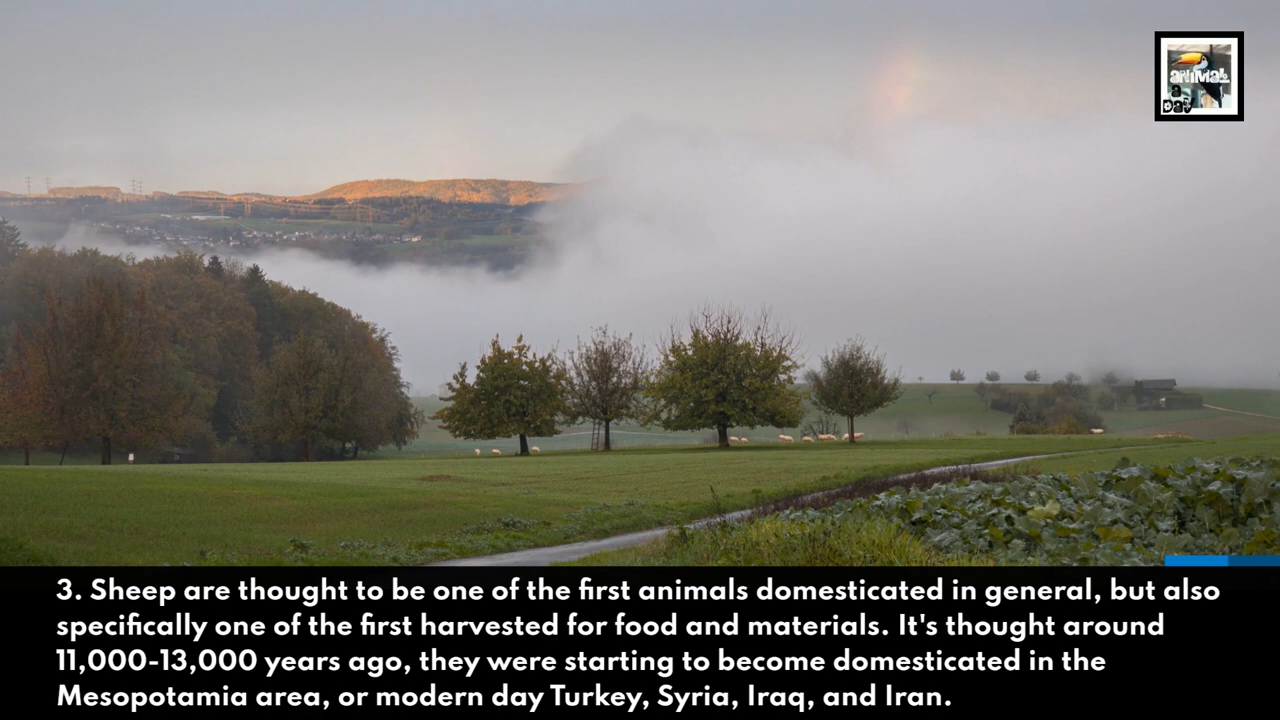 ANIMAL
a
DAY
3. Sheep are thought to be one of the first animals domesticated in general, but also
specifically one of the first harvested for food and materials. It's thought around
11,000-13,000 years ago, they were starting to become domesticated in the
Mesopotamia area, or modern day Turkey, Syria, Iraq, and Iran.